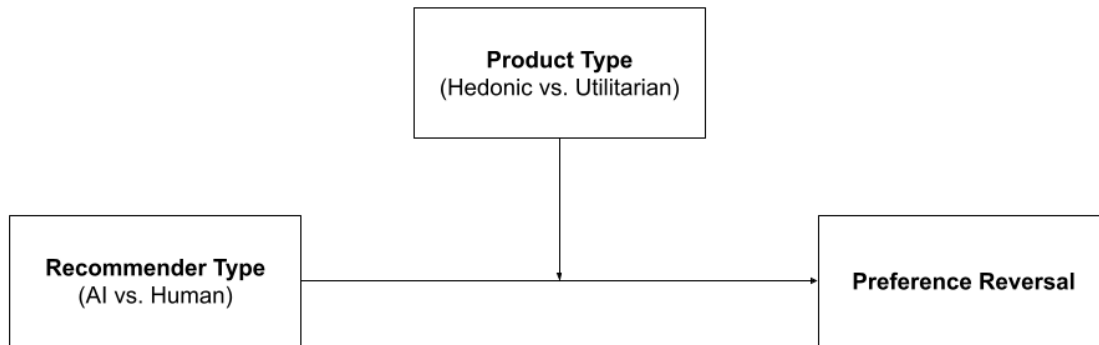 Product Type
(Hedonic vs. Utilitarian)
Recommender Type
(AI vs. Human)
Preference Reversal